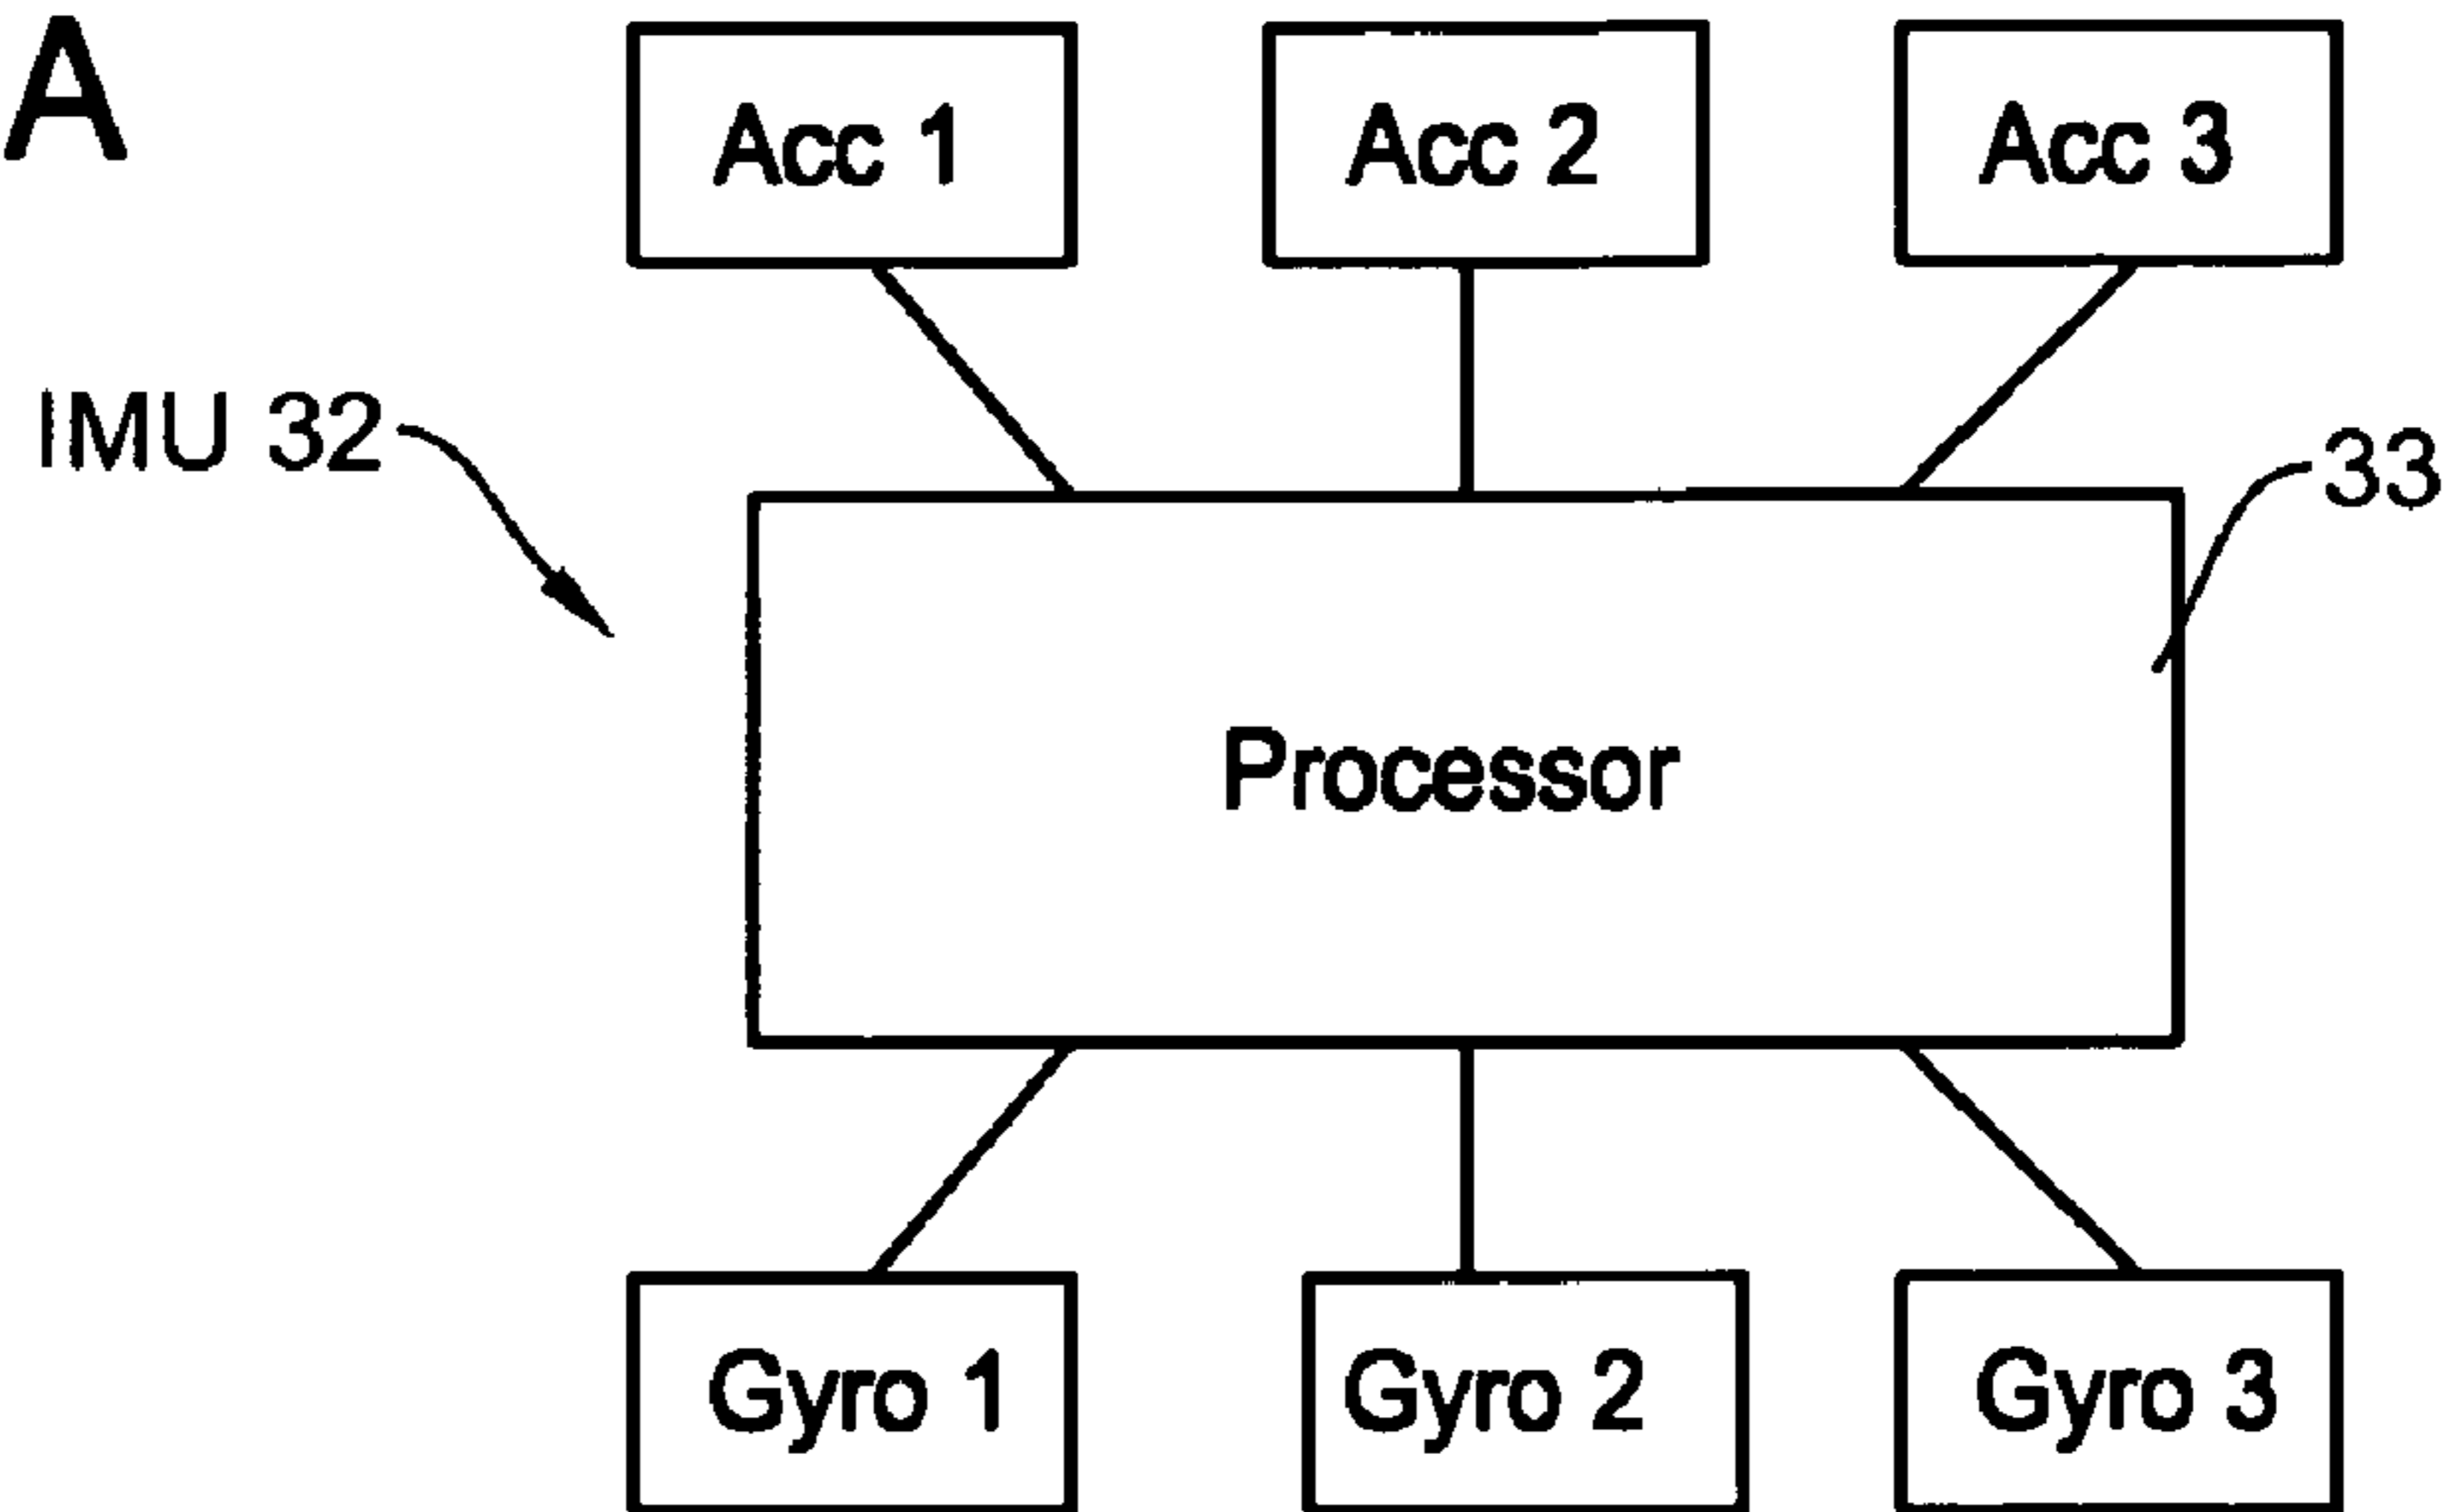 A
Acc 1
Acc 2
Acc 3
IMU 32
33
Processor
Gyro 1
Gyro 2
Gyro 3